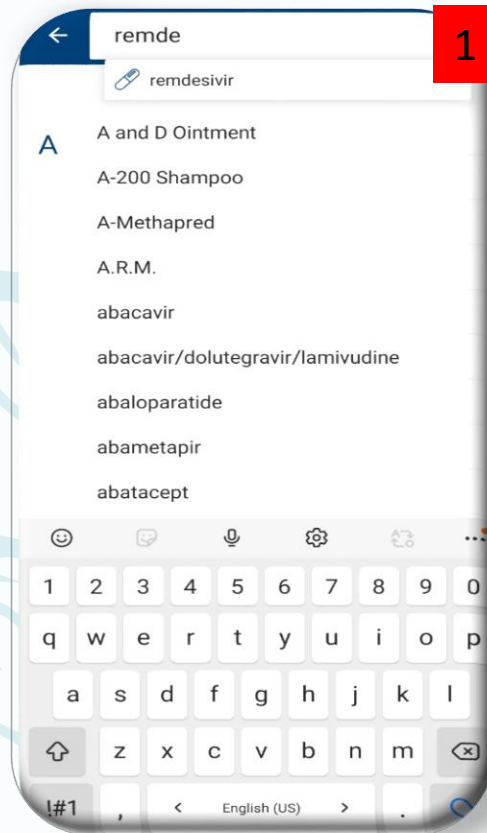 remde
1
remdesivir
A
A and D Ointment
A-200 Shampoo
A-Methapred
A.R.M.
abacavir
abacavir/dolutegravir/lamivudine
abaloparatide
abametapir
abatacept
1 2 3 4 5 6 7 8 9 0
q w e r t y u i o p
a s d f g h j k l
z x c v b n m
!#1 , < English (US) > .